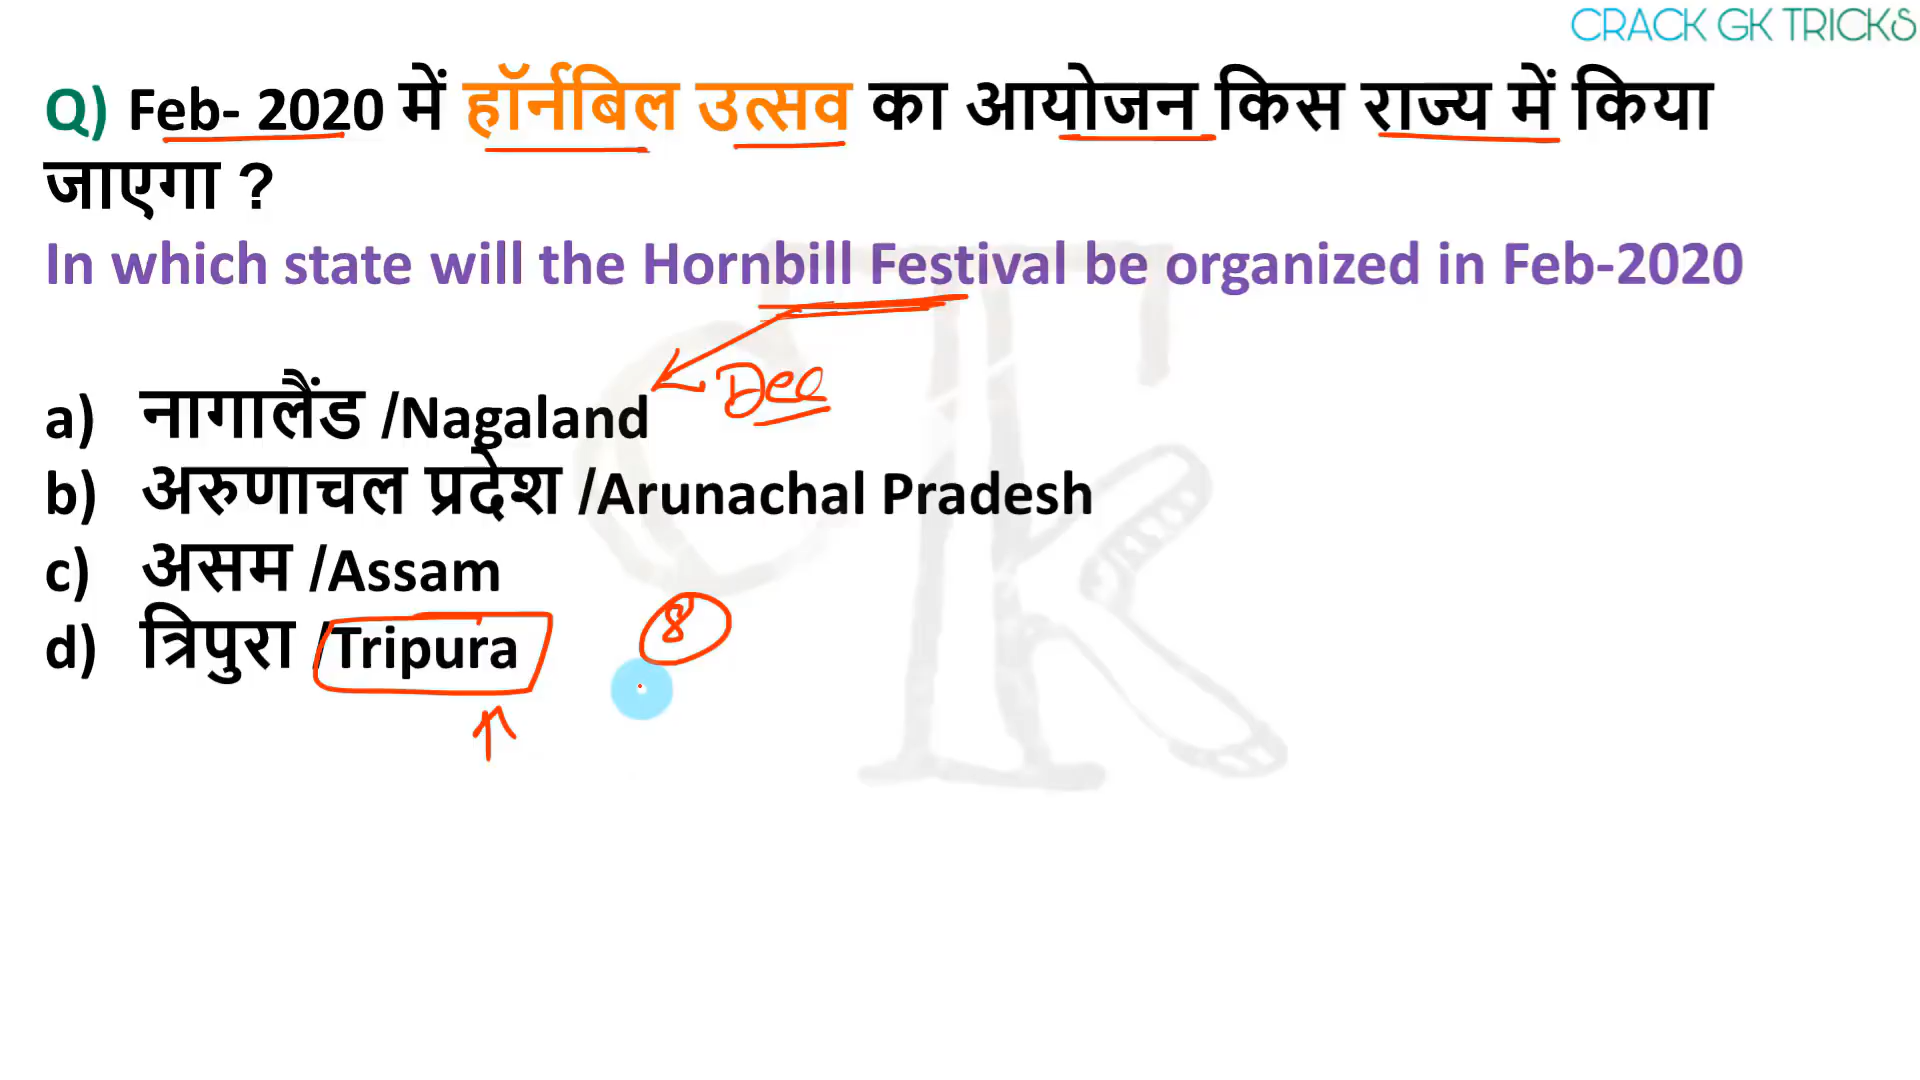 CRACK GK TRICKS
Q) Feb- 2020 में हॉर्नबिल उत्सव का आयोजन किस राज्य में किया
जाएगा ?
In which state will the Hornbill Festival be organized in Feb-2020
Dec
a) नागालैंड /Nagaland
b) अरुणाचल प्रदेश /Arunachal Pradesh
c) असम /Assam
d) त्रिपुरा /Tripura
8